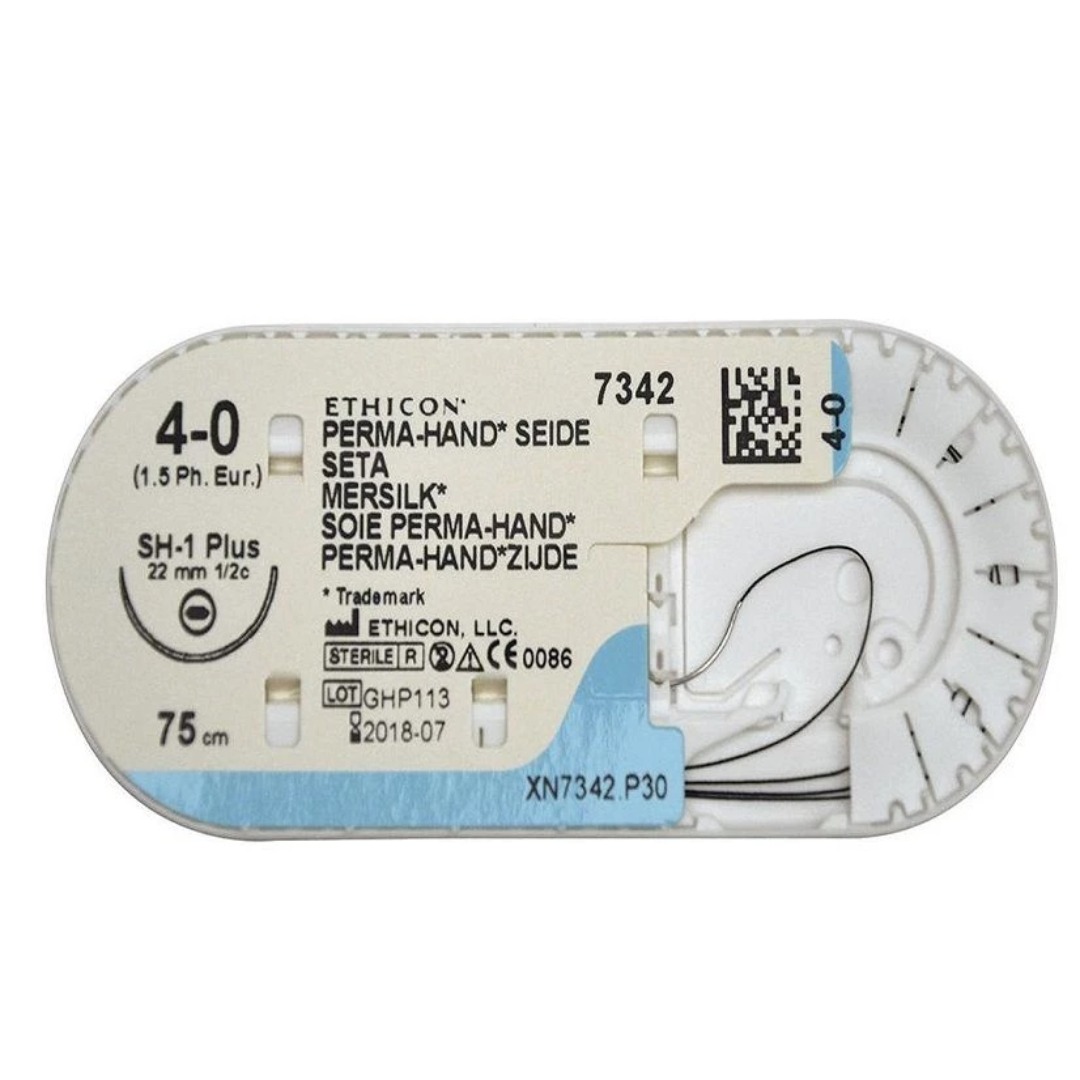 4-0
(1.5 Ph. Eur.)
SH-1 Plus
22 mm 1/2c
75 cm
7342
ETHICON*
PERMA-HAND* SEIDE
SETA
MERSILK*
SOIE PERMA-HAND*
PERMA-HAND*ZIJDE
* Trademark
ETHICON, LLC.
STERILE R 2 CE 0086
LOT GHP113
2018-07
XN7342.P30
4-0